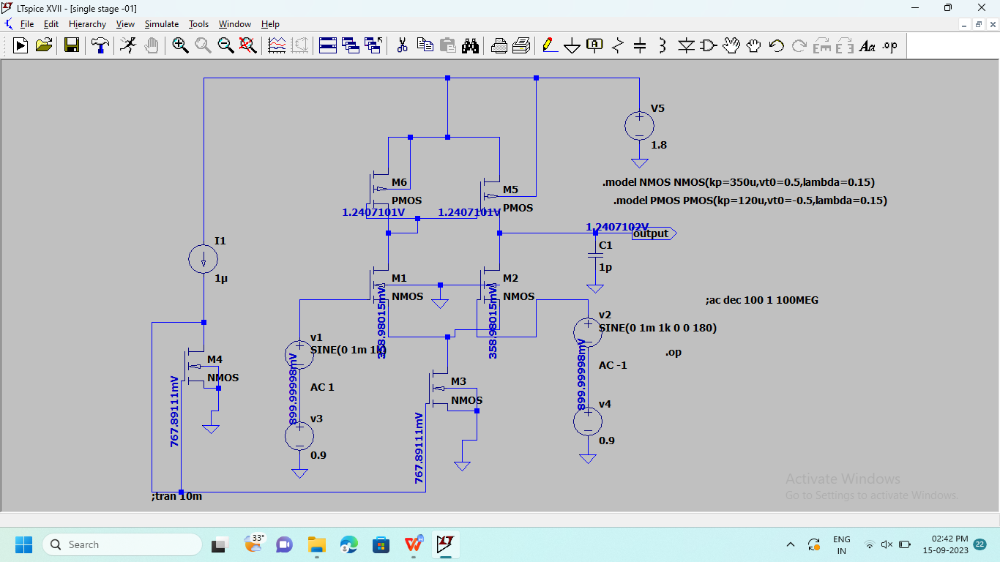 LTspice XVII - [single stage -01]
File Edit Hierarchy View Simulate Tools Window Help
V5
1.8
M6
PMOS
M5
PMOS
.model NMOS NMOS(kp=350u,vt0=0.5,lambda=0.15)
.model PMOS PMOS(kp=120u,vt0=-0.5,lambda=0.15)
1.2407101V
1.2407101V
1.2407102V
output
I1
1µ
C1
1p
M1
NMOS
M2
NMOS
;ac dec 100 1 100MEG
358.98015mV
358.98015mV
v1
SINE(0 1m 1k)
AC 1
v2
SINE(0 1m 1k 0 0 180)
AC -1
.op
M4
NMOS
M3
NMOS
767.89111mV
899.99998mV
767.89111mV
899.99998mV
v3
0.9
v4
0.9
;tran 10m
Activate Windows
Go to Settings to activate Windows.
Search
33°
ENG
IN
02:42 PM
15-09-2023
22